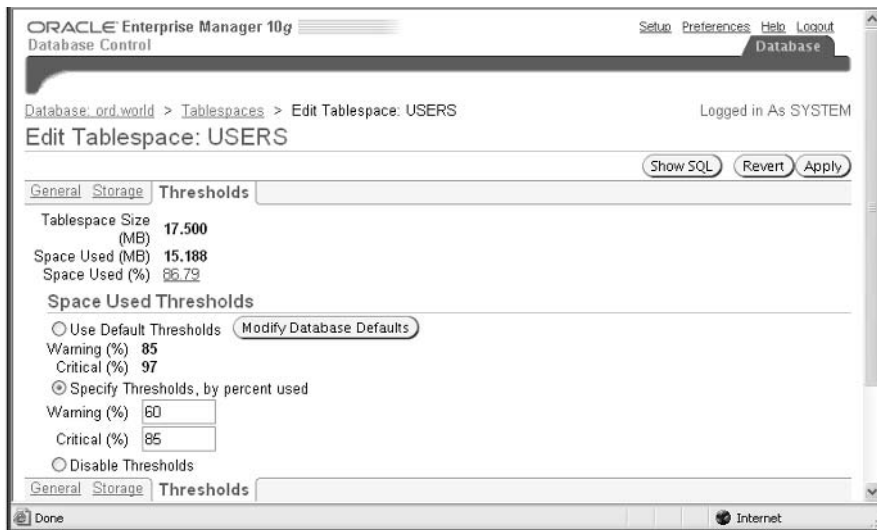 ORACLE Enterprise Manager 10g
Database Control
Setup Preferences Help Logout
Database
Database: ord.world > Tablespaces > Edit Tablespace: USERS
Logged in As SYSTEM
Edit Tablespace: USERS
Show SQL Revert Apply
General Storage Thresholds
Tablespace Size (MB) 17.500
Space Used (MB) 15.188
Space Used (%) 86.79
Space Used Thresholds
Use Default Thresholds Modify Database Defaults
Warning (%) 85
Critical (%) 97
Specify Thresholds, by percent used
Warning (%) 60
Critical (%) 85
Disable Thresholds
General Storage Thresholds
Done
Internet